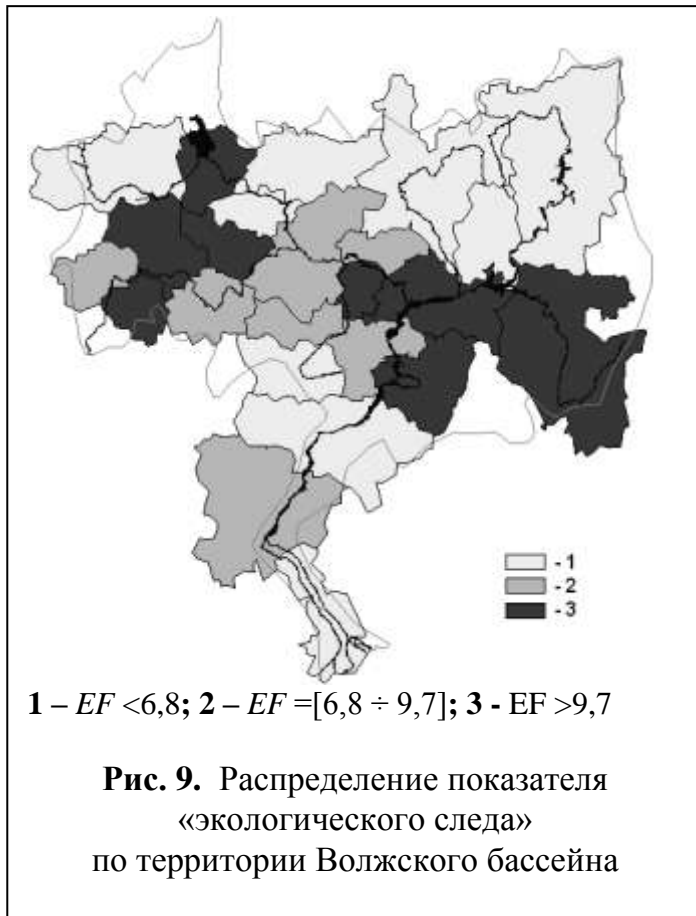 - 1
- 2
- 3
1 – EF <6,8; 2 – EF =[6,8 ÷ 9,7]; 3 - EF >9,7
Рис. 9. Распределение показателя
«экологического следа»
по территории Волжского бассейна